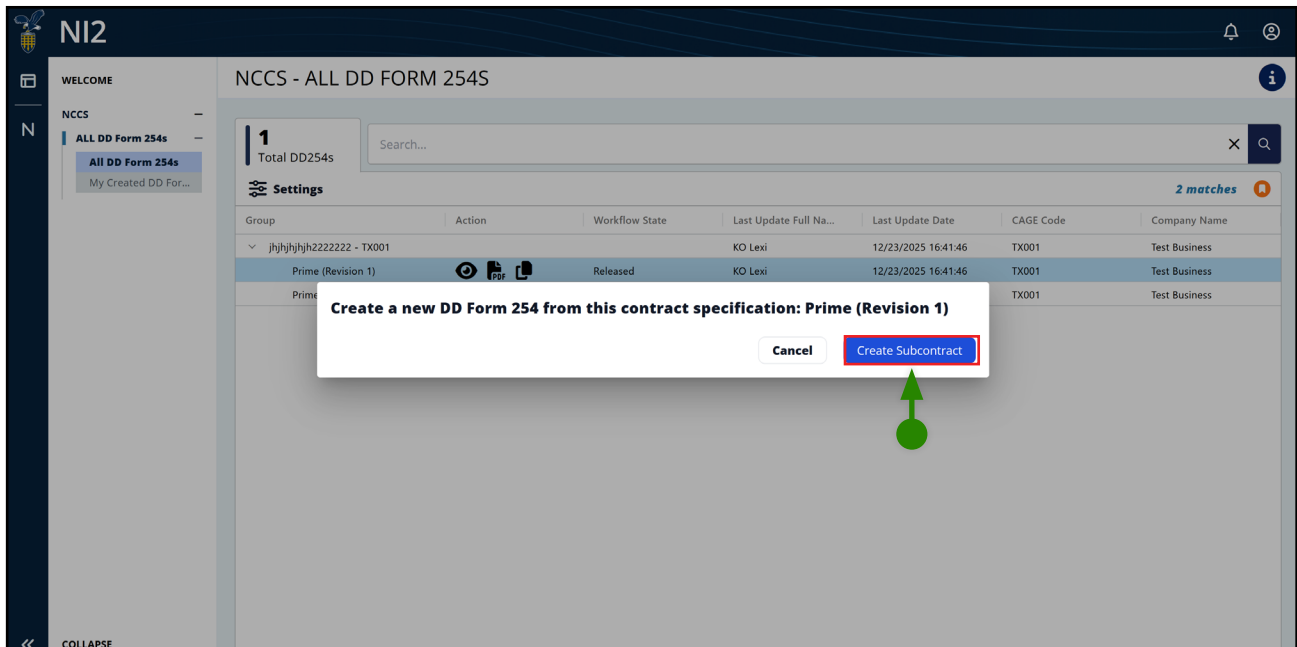 NI2
WELCOME
NCCS - ALL DD FORM 254S
i
NCCS
N
ALL DD Form 254s
All DD Form 254s
My Created DD For...
1
Total DD254s
Search...
Settings
2 matches
Group Action Workflow State Last Update Full Na... Last Update Date CAGE Code Company Name
jhjhjhjhjh2222222 - TX001 KO Lexi 12/23/2025 16:41:46 TX001 Test Business
Prime (Revision 1) PDF Released KO Lexi 12/23/2025 16:41:46 TX001 Test Business
Prime TX001 Test Business
Create a new DD Form 254 from this contract specification: Prime (Revision 1)
Cancel Create Subcontract
COLLAPSE